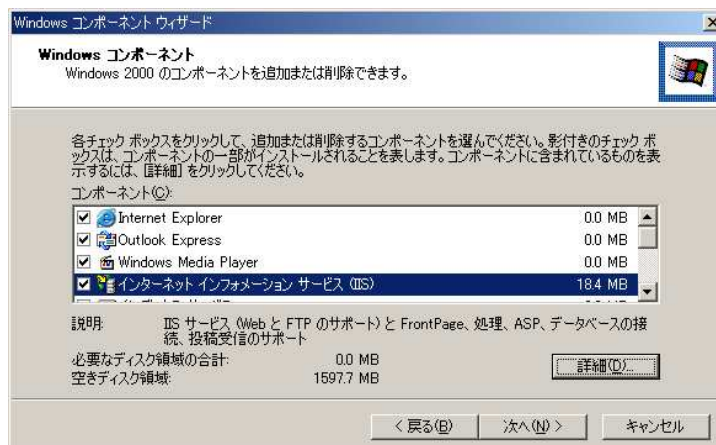 Windows コンポーネント ウィザード
Windows コンポーネント
Windows 2000 のコンポーネントを追加または削除できます。
各チェック ボックスをクリックして、追加または削除するコンポーネントを選んでください。影付きのチェック ボ
ックスは、コンポーネントの一部がインストールされることを表します。コンポーネントに含まれているものを表
示するには、[詳細] をクリックしてください。
コンポーネント(C):
Internet Explorer 0.0 MB
Outlook Express 0.0 MB
Windows Media Player 0.0 MB
インターネット インフォメーション サービス (IIS) 18.4 MB
説明: IIS サービス (Web と FTP のサポート) と FrontPage、処理、ASP、データベースの接
続、投稿受信のサポート
必要なディスク領域の合計: 0.0 MB
空きディスク領域: 1597.7 MB
詳細(D)...
< 戻る(B) 次へ(N) > キャンセル